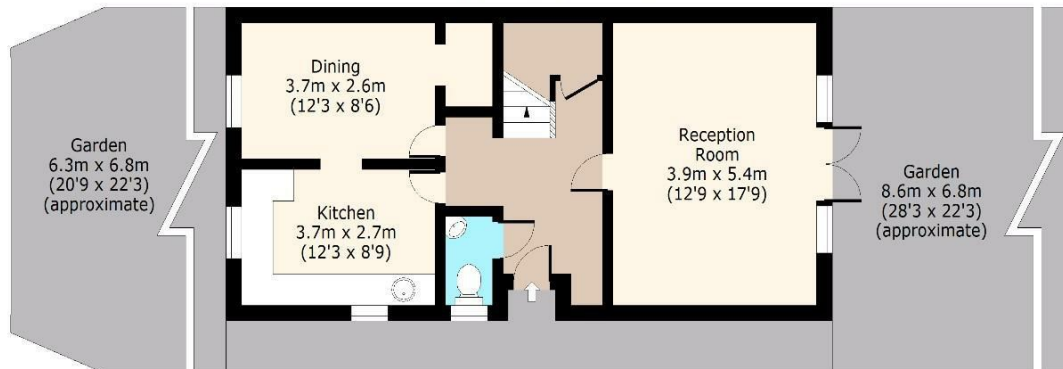 Garden
6.3m x 6.8m
(20'9 x 22'3)
(approximate)
Dining
3.7m x 2.6m
(12'3 x 8'6)
Kitchen
3.7m x 2.7m
(12'3 x 8'9)
Reception
Room
3.9m x 5.4m
(12'9 x 17'9)
Garden
8.6m x 6.8m
(28'3 x 22'3)
(approximate)